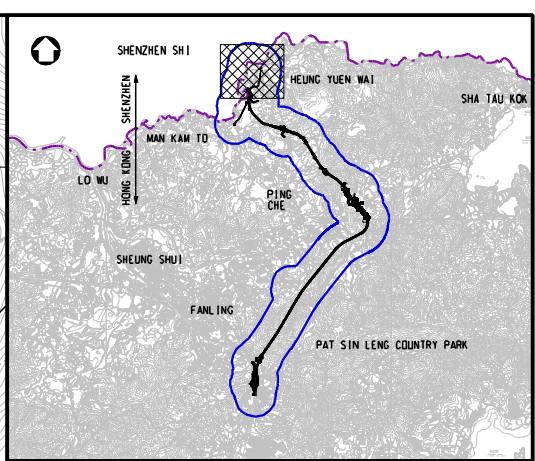 SHENZHEN SHI
HEUNG YUEN WAI
SHA TAU KOK
SHENZHEN
HONG KONG
MAN KAM TO
LO WU
PING
CHE
SHEUNG SHUI
FANLING
PAT SIN LENG COUNTRY PARK